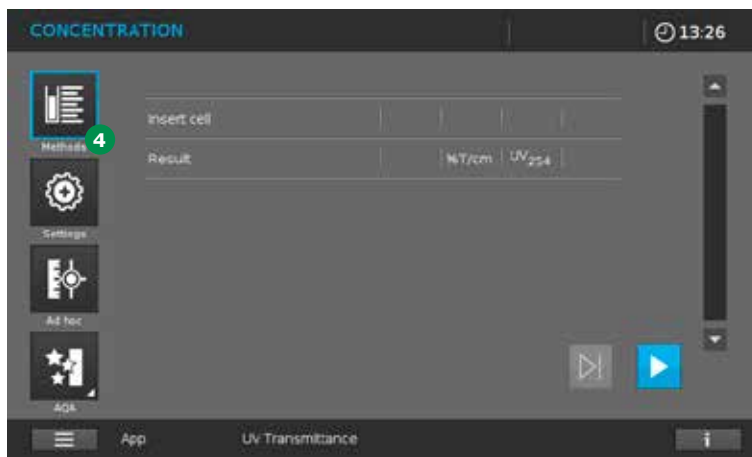 CONCENTRATION 13:26
Methods 4
Insert cell
Result %T/cm UV254
Settings
Ad hoc
AQA
App UV Transmittance i